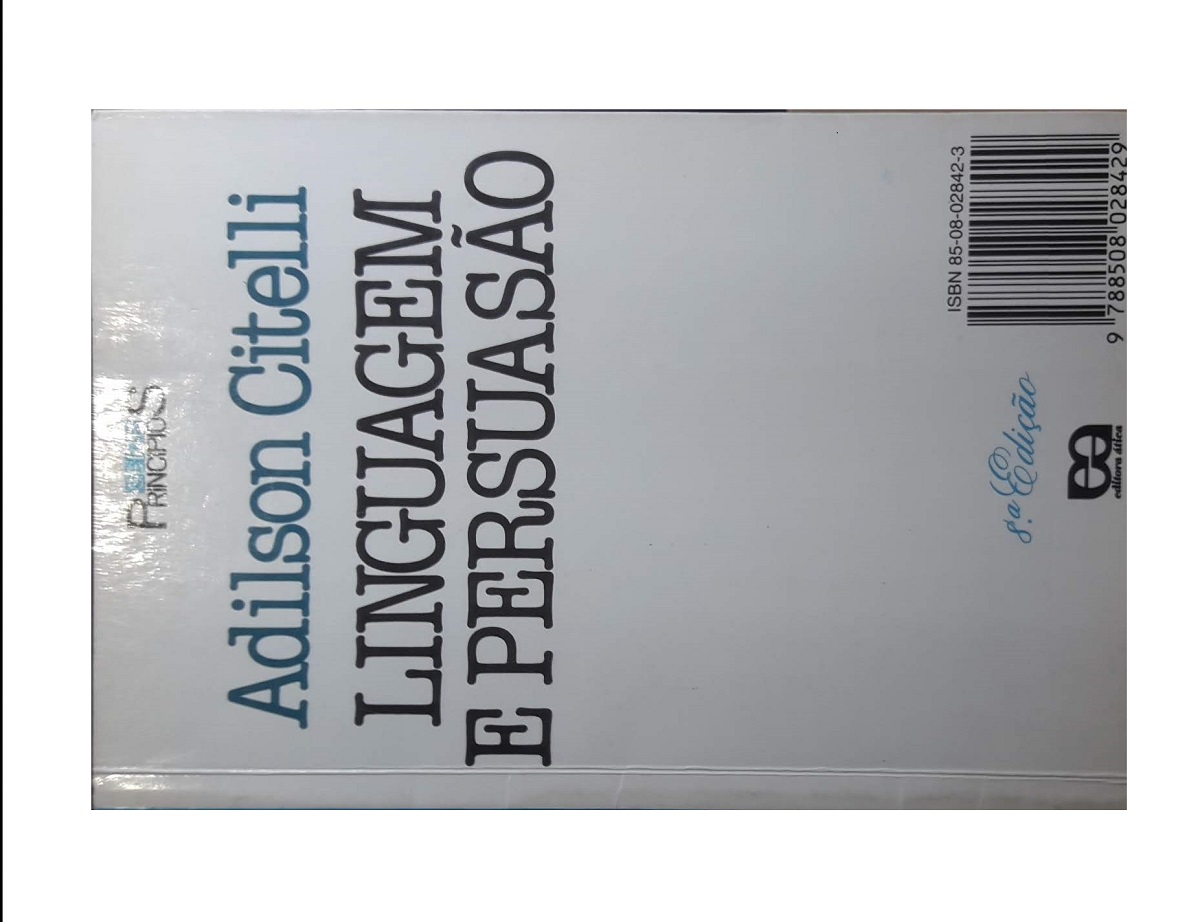 PRINCÍPIOS
Adilson Citelli
LINGUAGEM
E PERSUASÃO
8.a Edição
editora ática
ISBN 85-08-02842-3
9 788508 028429